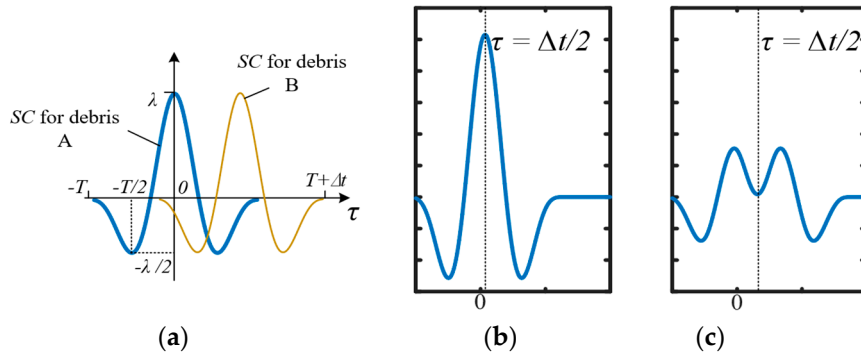 SC for debris
A
SC for debris
B
λ
-T
-T/2
0
T+Δt
τ
-λ/2
τ = Δt/2
0
τ = Δt/2
0
(a)
(b)
(c)